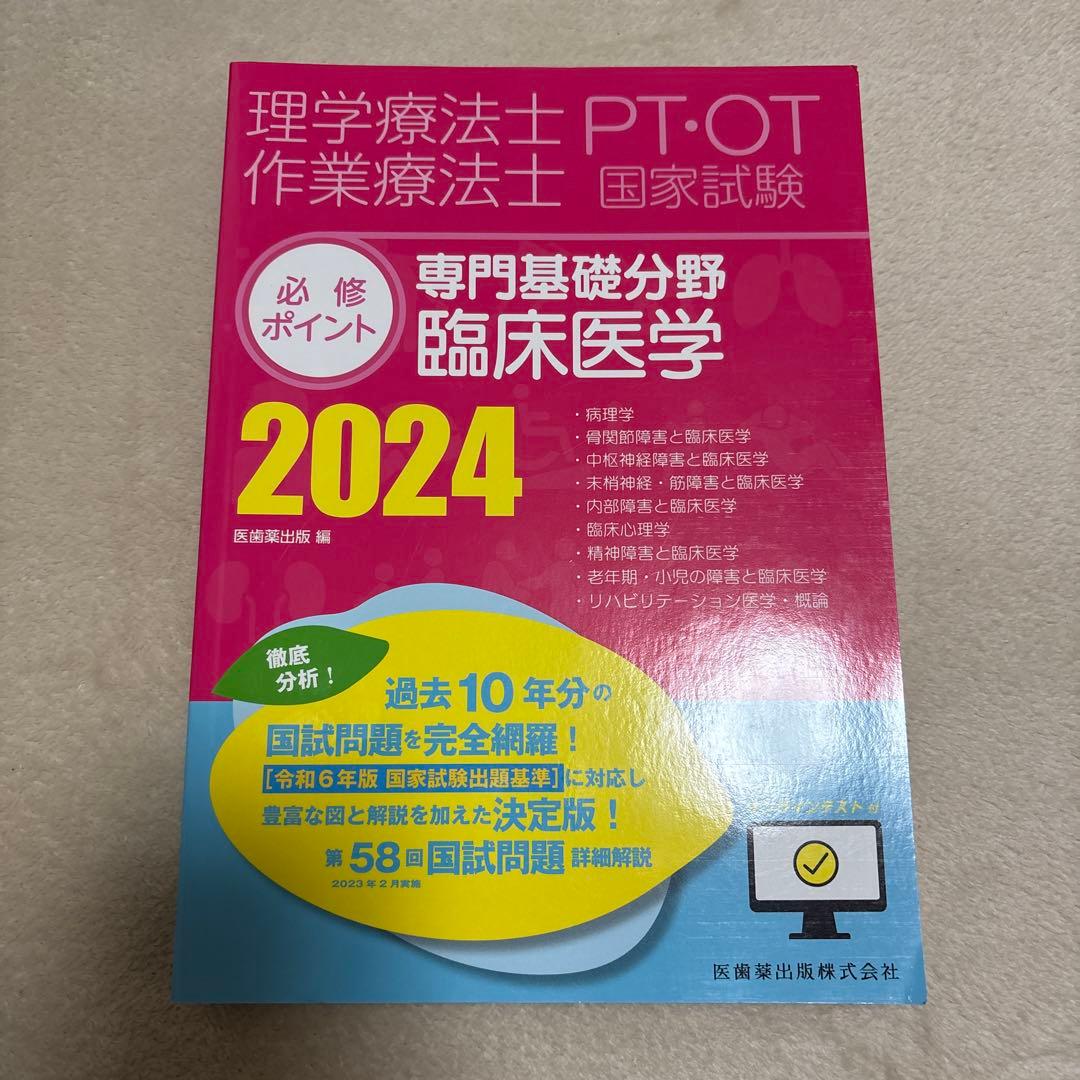 理学療法士 PT・OT
作業療法士 国家試験
必修
ポイント
専門基礎分野
臨床医学
2024
医歯薬出版 編
・病理学
・骨関節障害と臨床医学
・中枢神経障害と臨床医学
・末梢神経・筋障害と臨床医学
・内部障害と臨床医学
・臨床心理学
・精神障害と臨床医学
・老年期・小児の障害と臨床医学
・リハビリテーション医学・概論
徹底
分析！
過去10年分の
国試問題を完全網羅！
[令和6年版 国家試験出題基準]に対応し
豊富な図と解説を加えた決定版！
第58回国試問題 詳細解説
2023年2月実施
インテスト 付
医歯薬出版株式会社